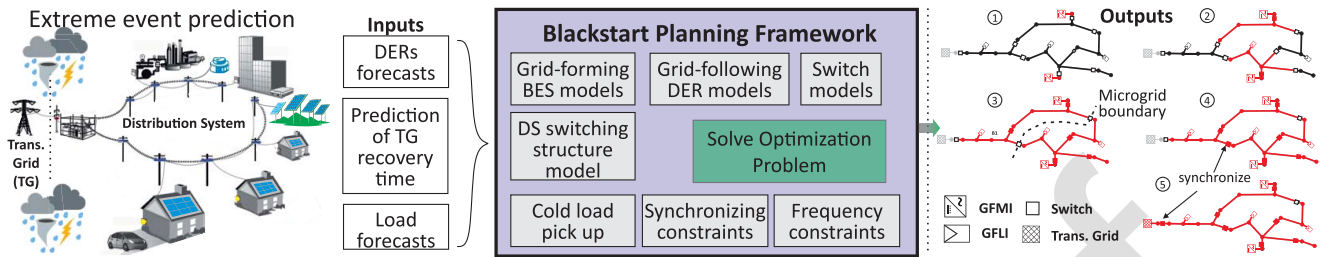 Extreme event prediction
Distribution System
Trans.
Grid
(TG)
Inputs
DERs
forecasts
Prediction
of TG
recovery
time
Load
forecasts
Blackstart Planning Framework
Grid-forming
BES models
Grid-following
DER models
Switch
models
DS switching
structure
model
Solve Optimization
Problem
Cold load
pick up
Synchronizing
constraints
Frequency
constraints
Outputs
1
2
3
B1
Microgrid
boundary
4
synchronize
5
GFMI
Switch
GFLI
Trans. Grid